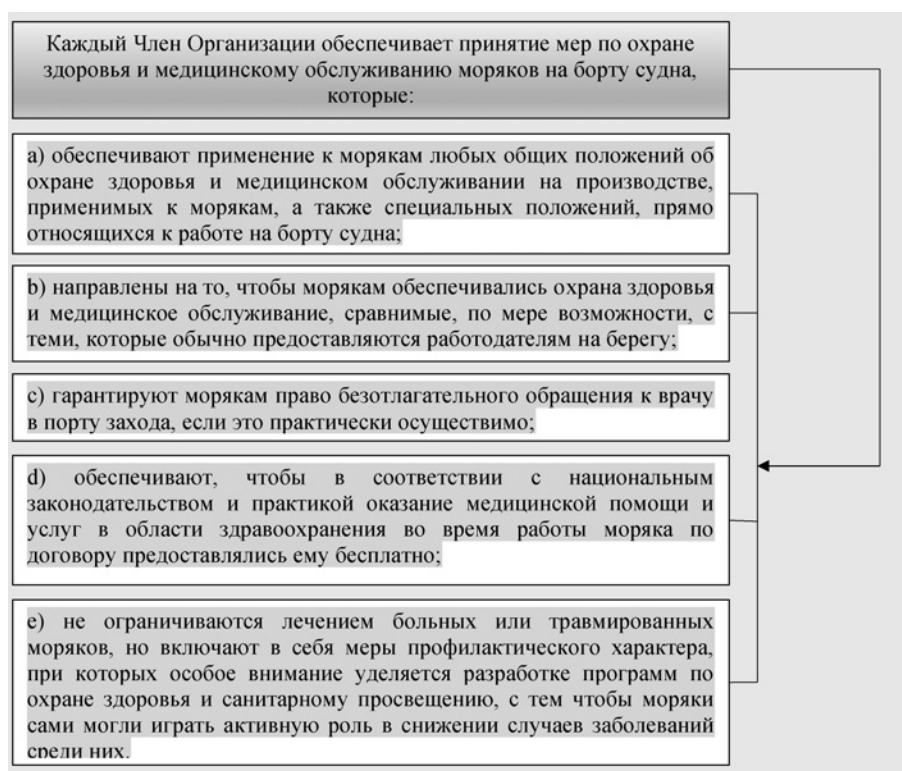 Каждый Член Организации обеспечивает принятие мер по охране
здоровья и медицинскому обслуживанию моряков на борту судна,
которые:
a) обеспечивают применение к морякам любых общих положений об
охране здоровья и медицинском обслуживании на производстве,
применимых к морякам, а также специальных положений, прямо
относящихся к работе на борту судна;
b) направлены на то, чтобы морякам обеспечивались охрана здоровья
и медицинское обслуживание, сравнимые, по мере возможности, с
теми, которые обычно предоставляются работодателям на берегу;
c) гарантируют морякам право безотлагательного обращения к врачу
в порту захода, если это практически осуществимо;
d) обеспечивают, чтобы в соответствии с национальным
законодательством и практикой оказание медицинской помощи и
услуг в области здравоохранения во время работы моряка по
договору предоставлялись ему бесплатно;
e) не ограничиваются лечением больных или травмированных
моряков, но включают в себя меры профилактического характера,
при которых особое внимание уделяется разработке программ по
охране здоровья и санитарному просвещению, с тем чтобы моряки
сами могли играть активную роль в снижении случаев заболеваний
среди них.